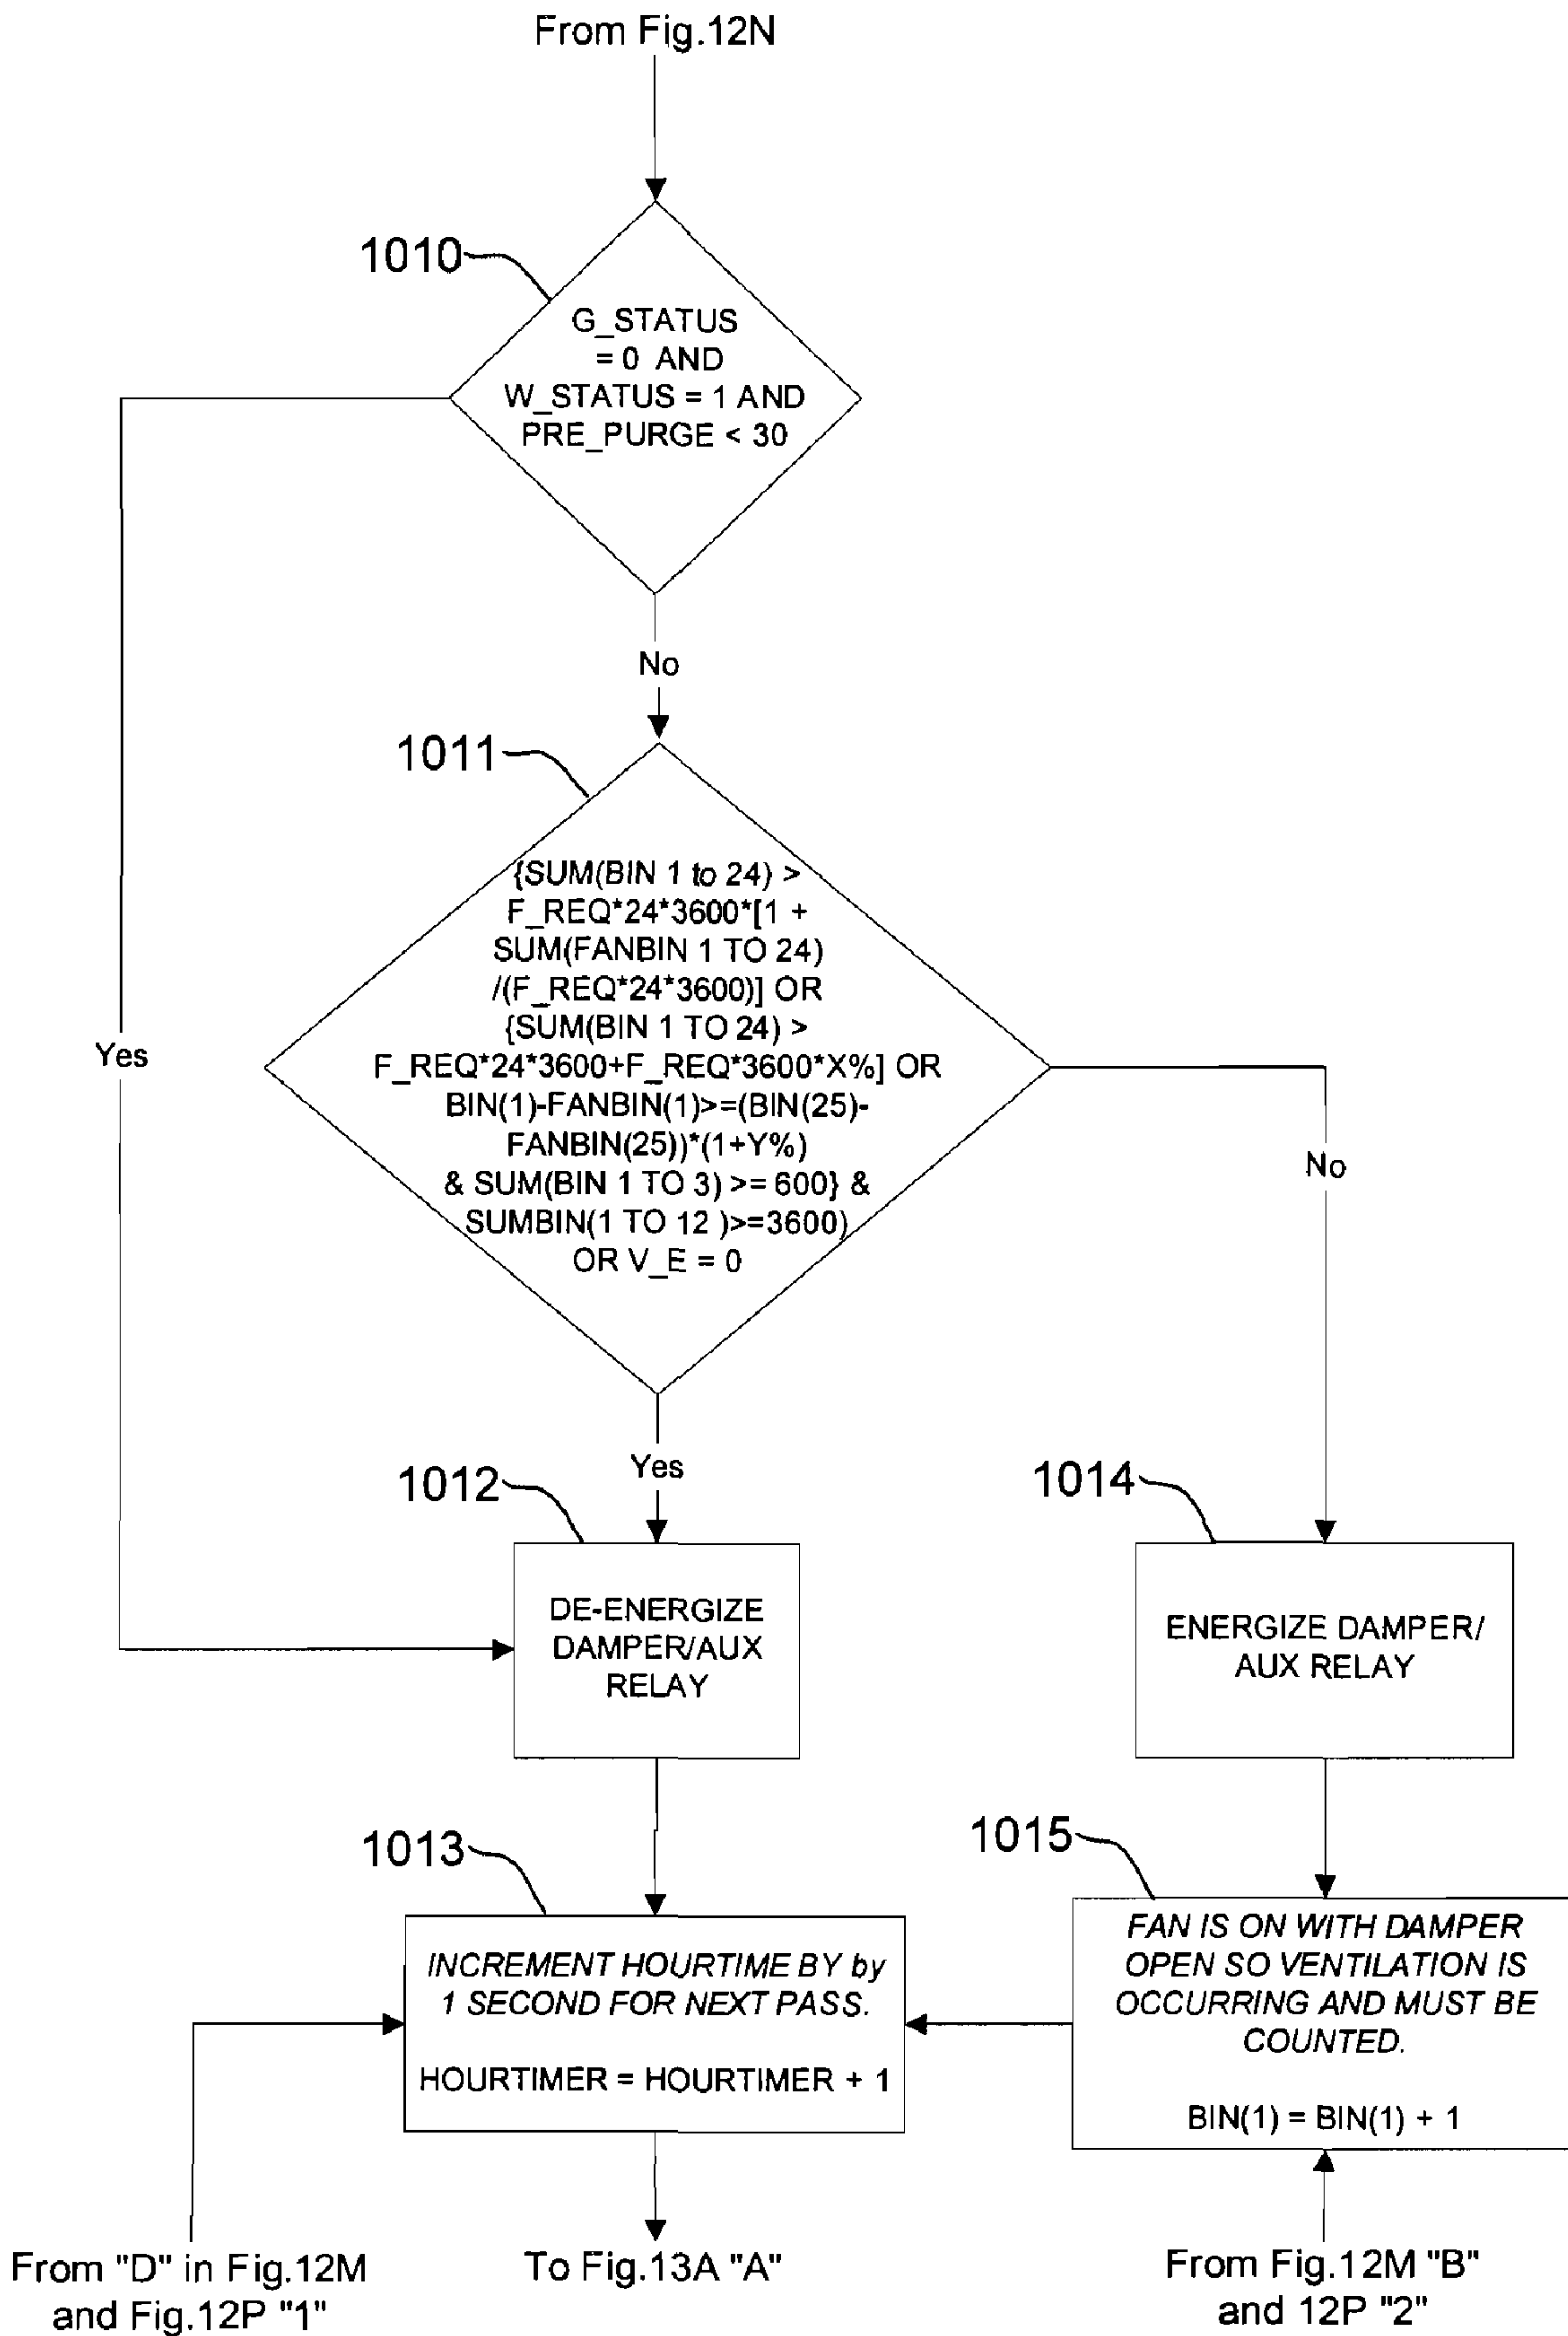 From Fig.12N
1010
G_STATUS
= 0 AND
W_STATUS = 1 AND
PRE_PURGE < 30
No
1011
{SUM(BIN 1 to 24) >
F_REQ*24*3600*[1 +
SUM(FANBIN 1 TO 24)
/(F_REQ*24*3600)] OR
{SUM(BIN 1 TO 24) >
F_REQ*24*3600+F_REQ*3600*X%] OR
BIN(1)-FANBIN(1)>=(BIN(25)-
FANBIN(25))*(1+Y%)
& SUM(BIN 1 TO 3) >= 600} &
SUMBIN(1 TO 12 )>=3600)
OR V_E = 0
Yes
No
Yes
1012
DE-ENERGIZE
DAMPER/AUX
RELAY
1014
ENERGIZE DAMPER/
AUX RELAY
1013
INCREMENT HOURTIME BY by
1 SECOND FOR NEXT PASS.
HOURTIMER = HOURTIMER + 1
1015
FAN IS ON WITH DAMPER
OPEN SO VENTILATION IS
OCCURRING AND MUST BE
COUNTED.
BIN(1) = BIN(1) + 1
From "D" in Fig.12M
and Fig.12P "1"
To Fig.13A "A"
From Fig.12M "B"
and 12P "2"